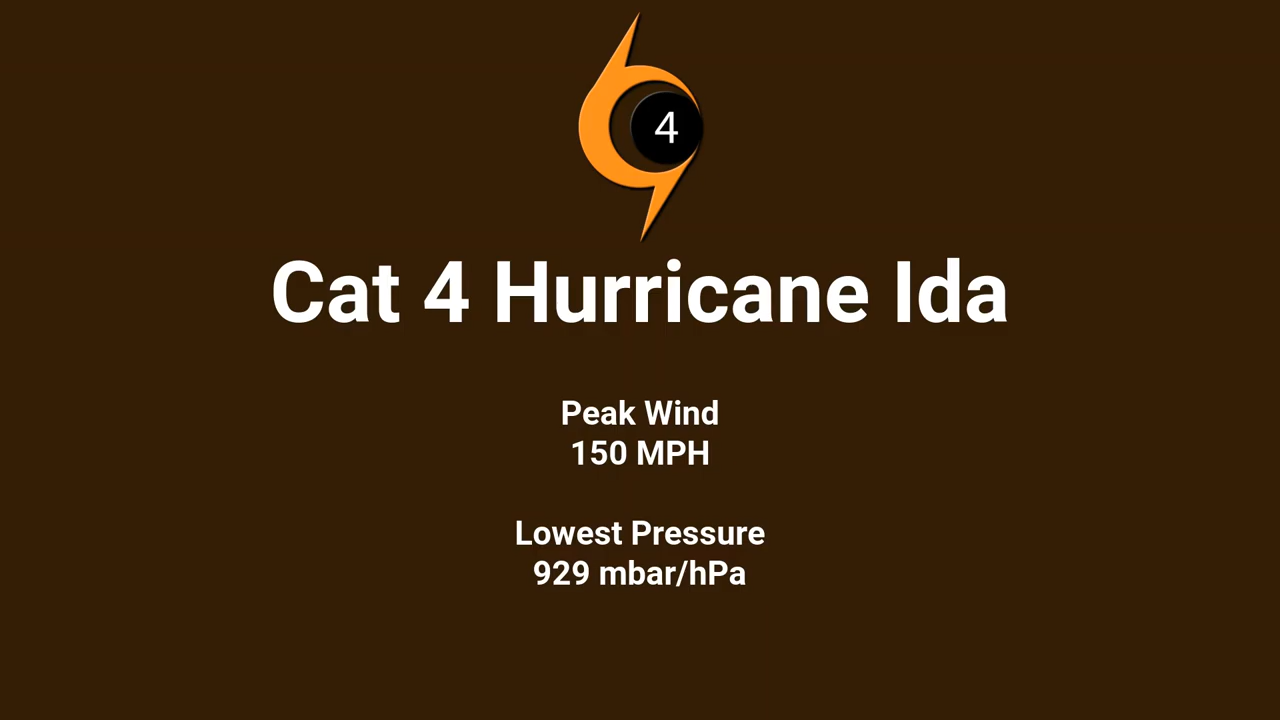 4
Cat 4 Hurricane Ida
Peak Wind
150 MPH
Lowest Pressure
929 mbar/hPa